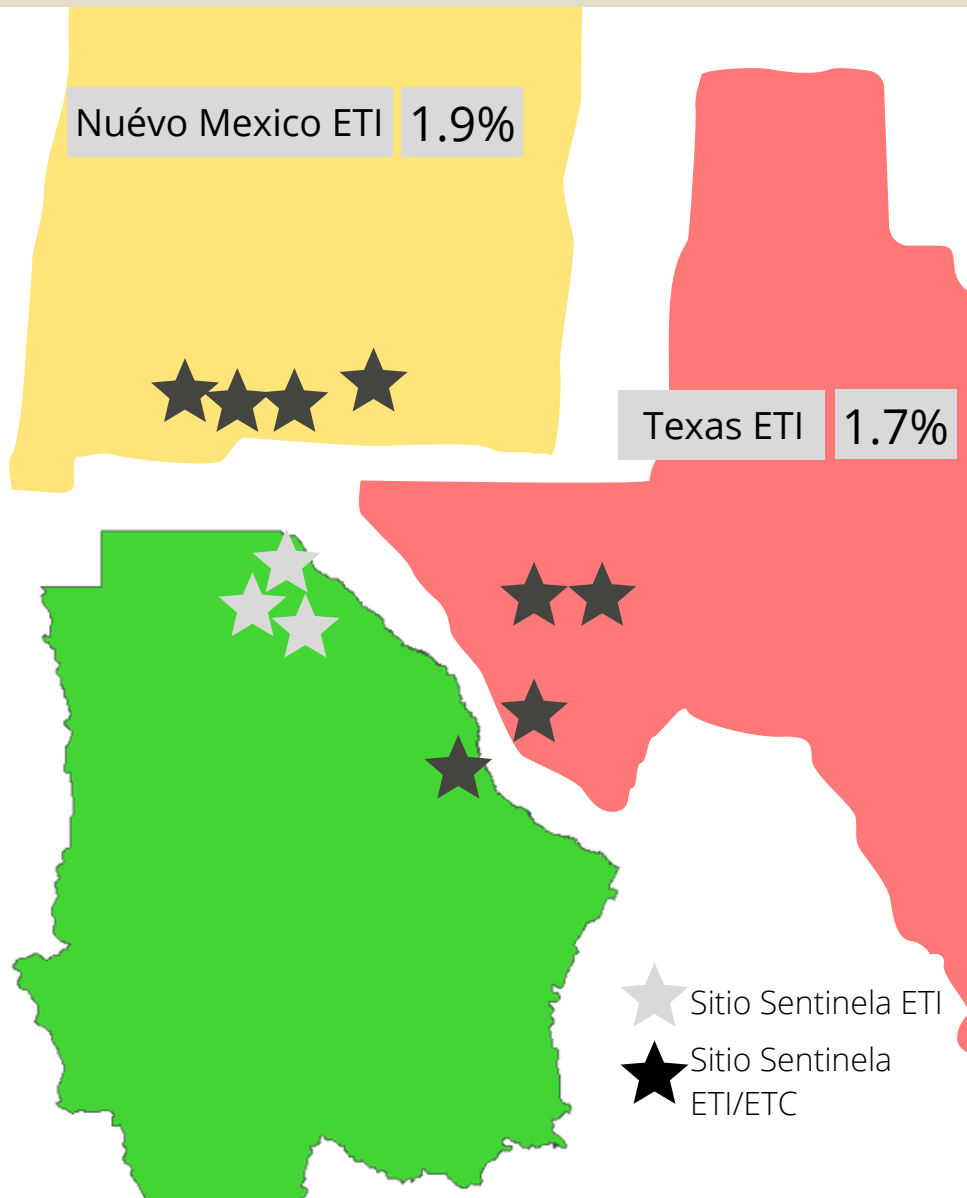 Nuévo Mexico ETI 1.9%
Texas ETI 1.7%
Sitio Sentinela ETI
Sitio Sentinela
ETI/ETC